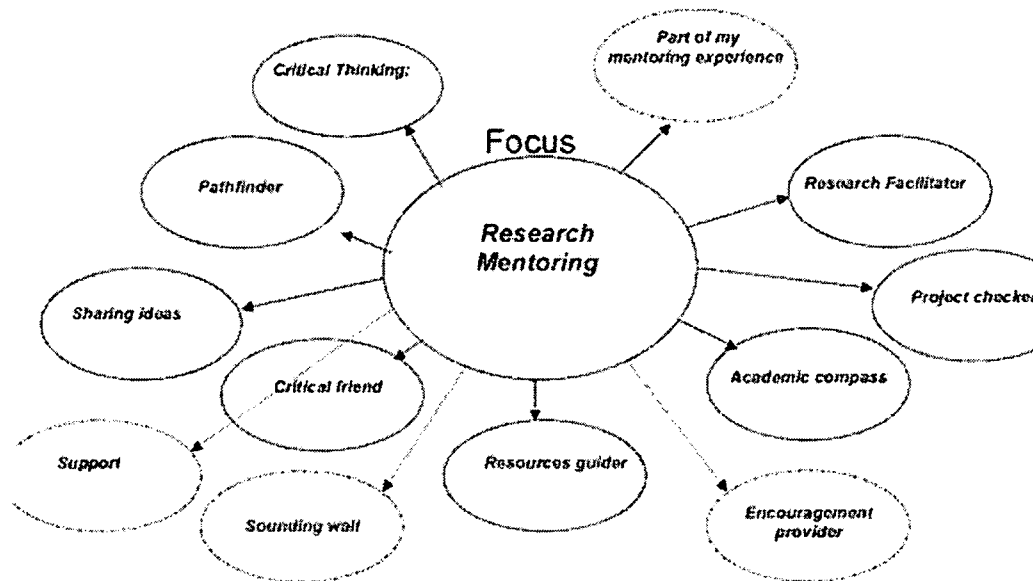 Part of my
mentoring experience
Critical Thinking:
Focus
Pathfinder
Research Facilitator
Research
Mentoring
Sharing ideas
Project checker
Critical friend
Academic compass
Support
Resources guider
Sounding wall
Encouragement
provider